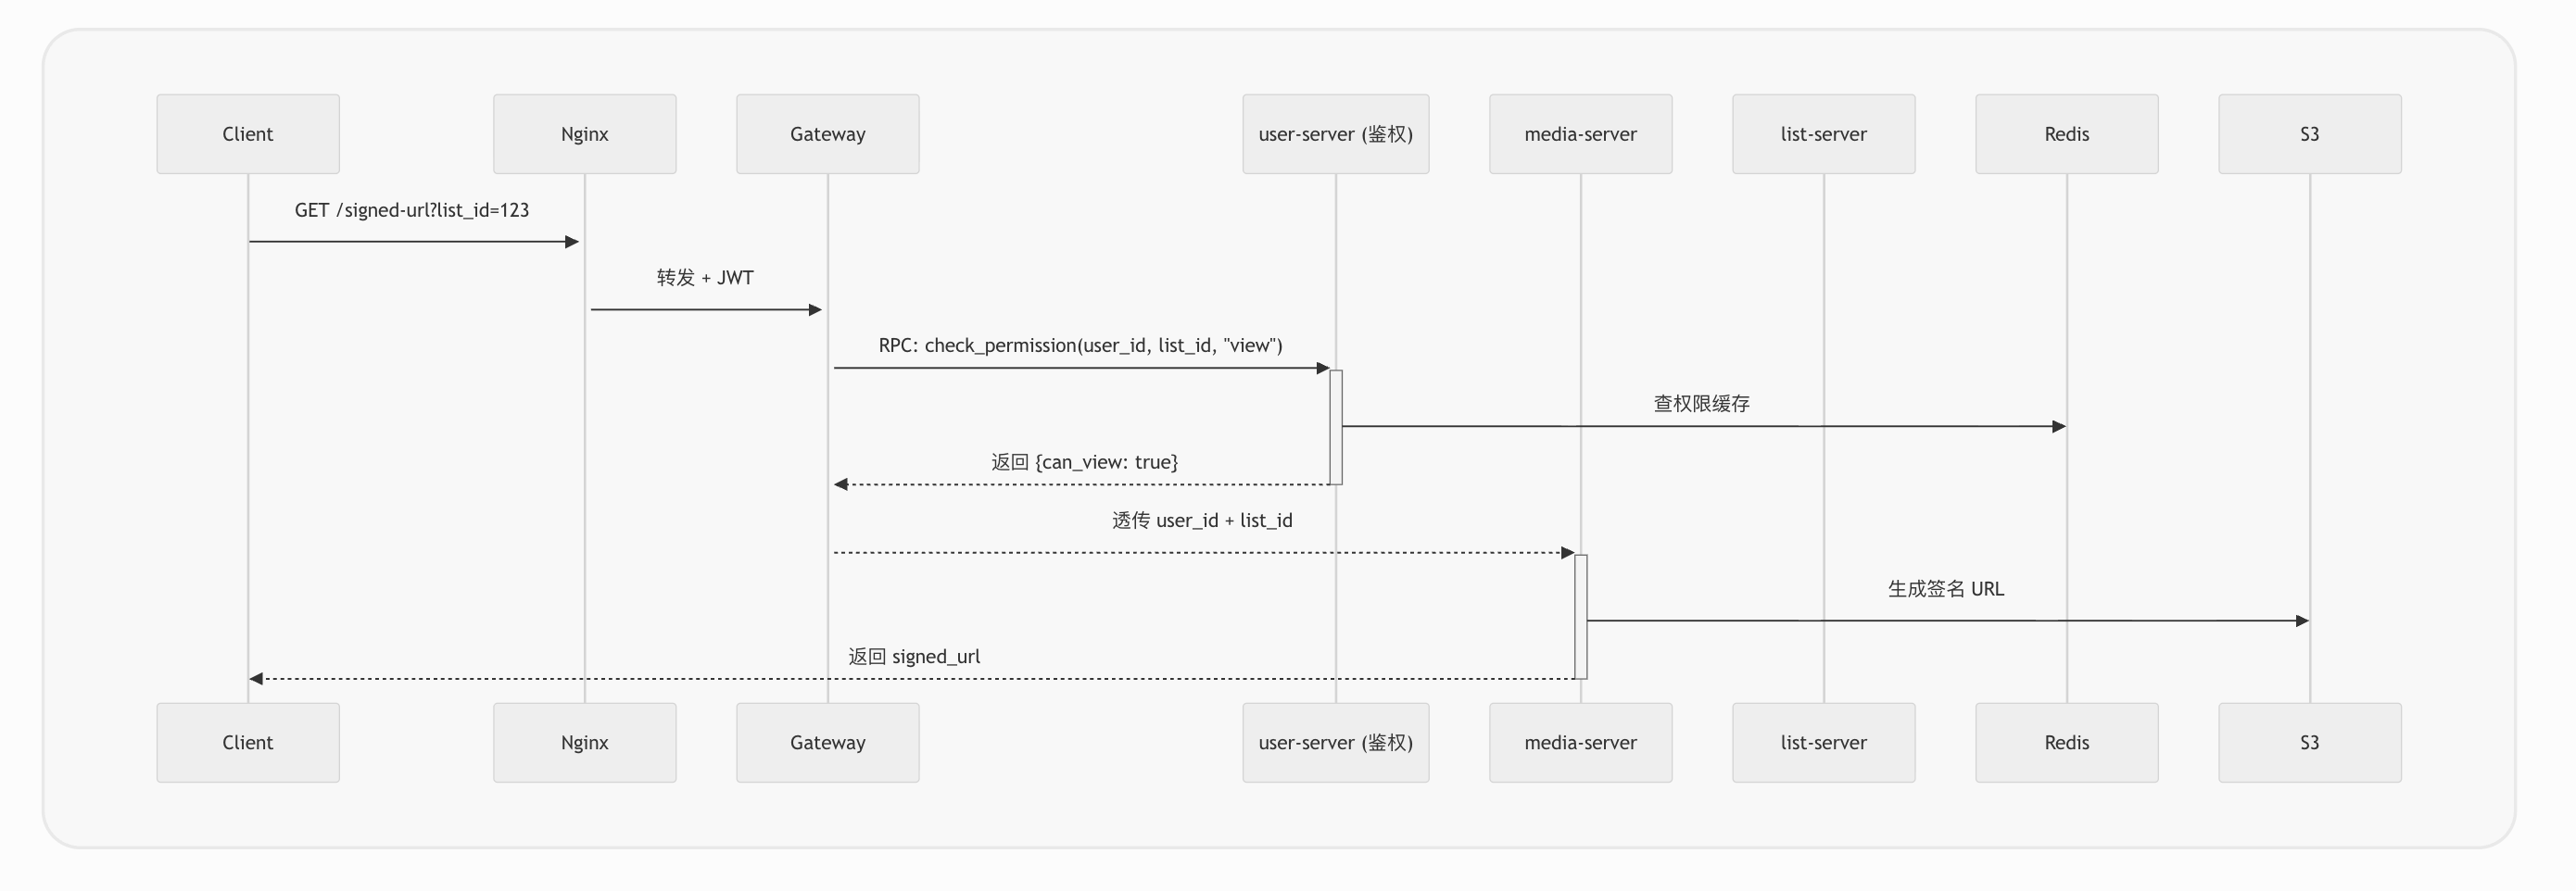 Client
Nginx
Gateway
user-server (鉴权)
media-server
list-server
Redis
S3
GET /signed-url?list_id=123
转发 + JWT
RPC: check_permission(user_id, list_id, "view")
查权限缓存
返回 {can_view: true}
透传 user_id + list_id
生成签名 URL
返回 signed_url
Client
Nginx
Gateway
user-server (鉴权)
media-server
list-server
Redis
S3